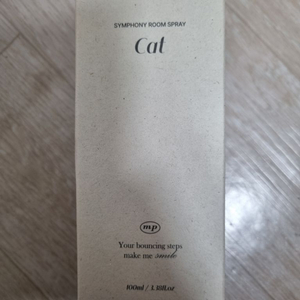 SYMPHONY ROOM SPRAY
Cat
mp
Your bouncing steps
make me smile
100ml / 3.38fl.oz